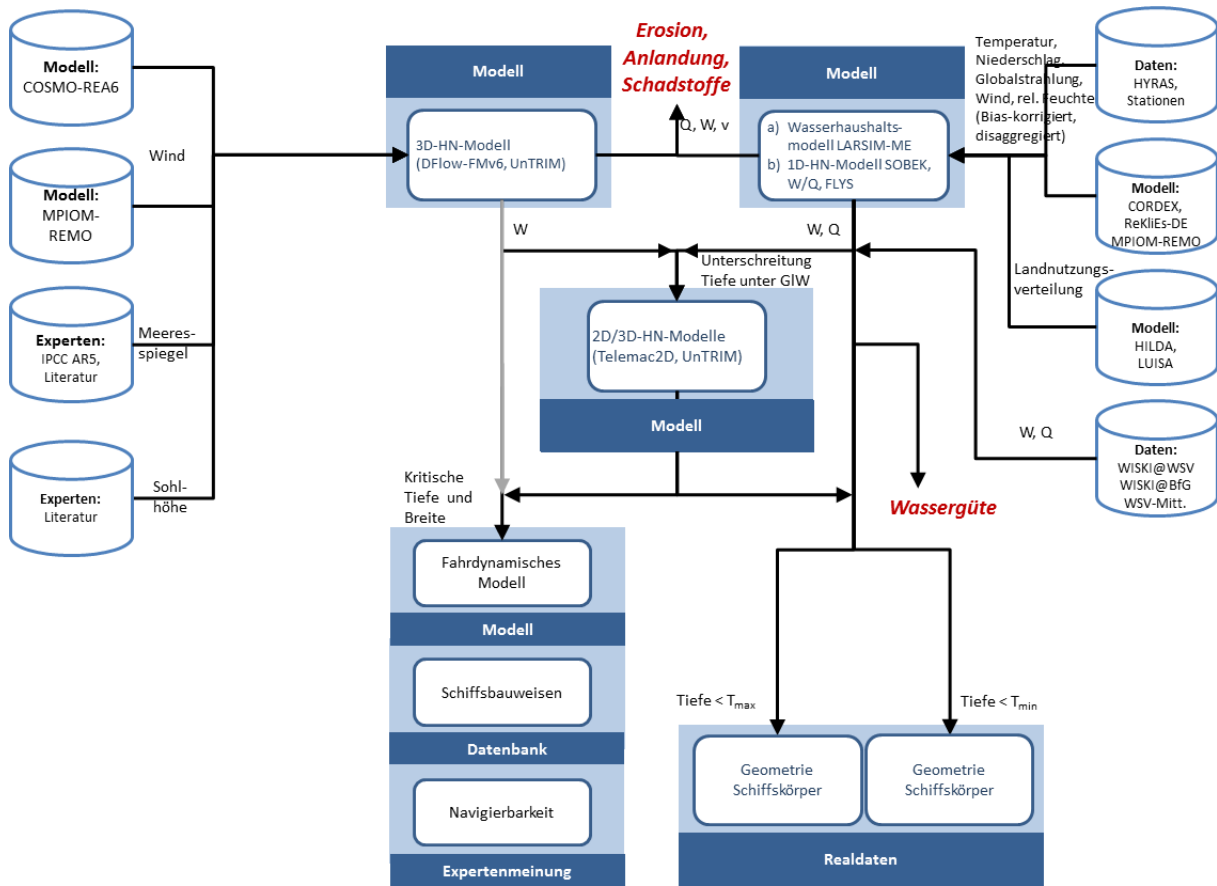 Modell:
COSMO-REA6
Wind
Modell:
MPIOM-
REMO
Experten:
IPCC AR5,
Literatur
Meeres-
spiegel
Experten:
Literatur
Sohl-
höhe
Modell
3D-HN-Modell
(DFlow-FMv6, UnTRIM)
Erosion,
Anlandung,
Schadstoffe
Q, W, v
Modell
a) Wasserhaushalts-
modell LARSIM-ME
b) 1D-HN-Modell SOBEK,
W/Q, FLYS
Temperatur,
Niederschlag,
Globalstrahlung,
Wind, rel. Feuchte
(Bias-korrigiert,
disaggregiert)
Daten:
HYRAS,
Stationen
Modell:
CORDEX,
ReKliEs-DE
MPIOM-REMO
Landnutzungs-
verteilung
Modell:
HILDA,
LUISA
W, Q
Daten:
WISKI@WSV
WISKI@BfG
WSV-Mitt.
W
W, Q
Unterschreitung
Tiefe unter GlW
2D/3D-HN-Modelle
(Telemac2D, UnTRIM)
Modell
Kritische
Tiefe und
Breite
Wassergüte
Fahrdynamisches
Modell
Modell
Schiffsbauweisen
Datenbank
Navigierbarkeit
Expertenmeinung
Tiefe < Tmax
Tiefe < Tmin
Geometrie
Schiffskörper
Geometrie
Schiffskörper
Realdaten